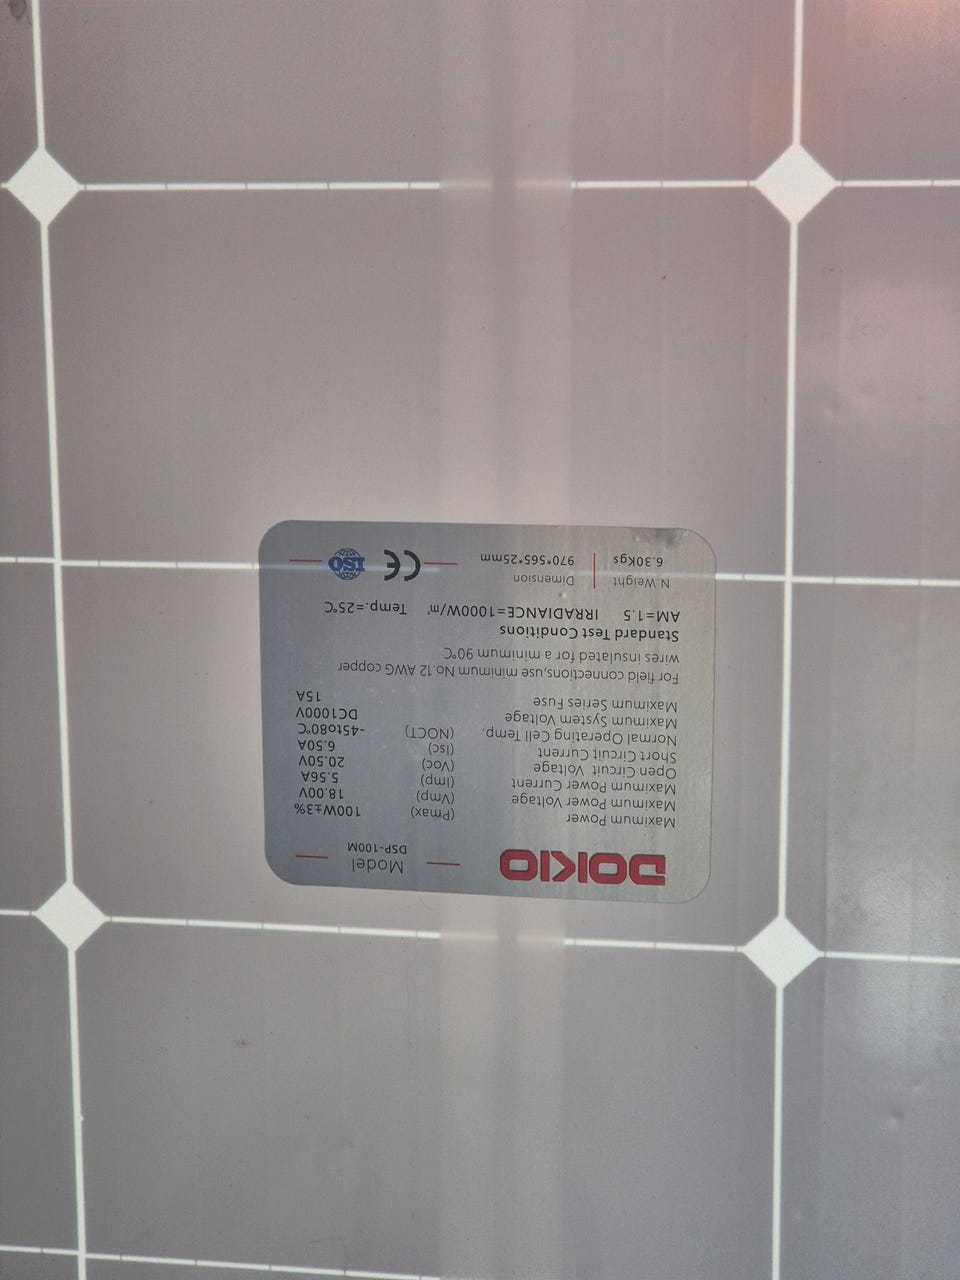 DOKIO
Model
DSP-100M
Maximum Power (Pmax) 100W±3%
Maximum Power Voltage (Vmp) 18.00V
Maximum Power Current (Imp) 5.56A
Open Circuit Voltage (Voc) 20.50V
Short Circuit Current (Isc) 6.50A
Normal Operating Cell Temp. (NOCT) -45to80°C
Maximum System Voltage DC1000V
Maximum Series Fuse 15A
For field connections,use minimum No.12 AWG copper
wires insulated for a minimum 90°C
Standard Test Conditions
AM=1.5 IRRADIANCE=1000W/m² Temp.=25°C
N.Weight Dimension
6.30Kgs 970*565*25mm
CE ISO